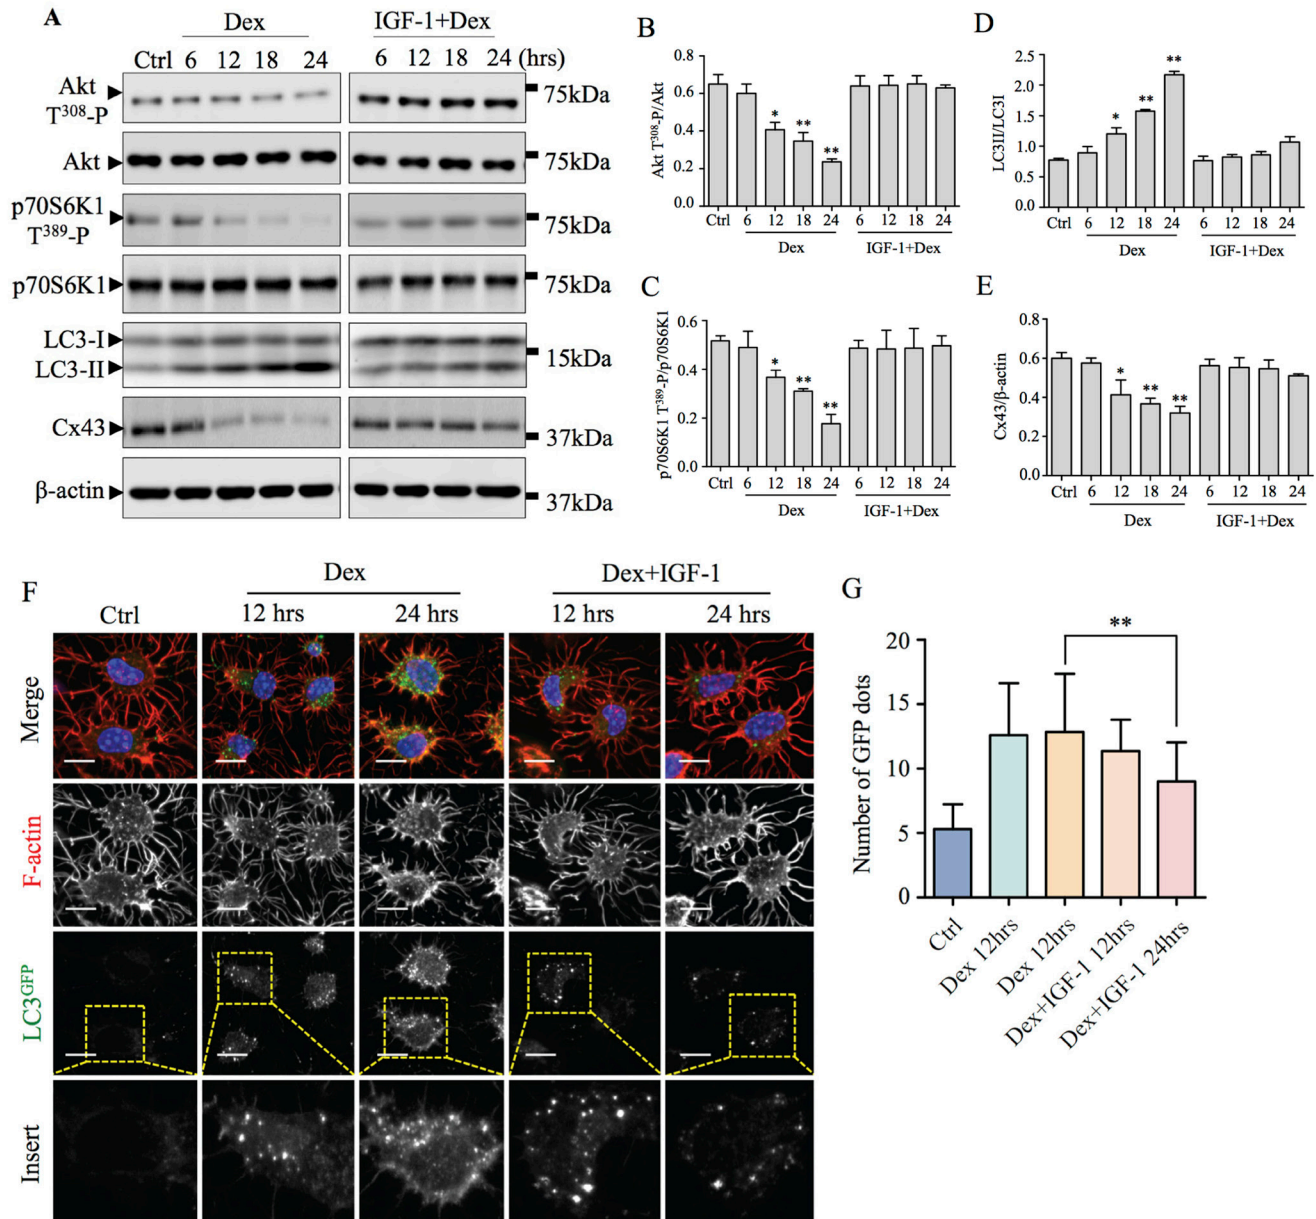 A
Dex
IGF-1+Dex
Ctrl 6 12 18 24
6 12 18 24 (hrs)
Akt
T308-P
75kDa
Akt
75kDa
p70S6K1
T389-P
75kDa
p70S6K1
75kDa
LC3-I
LC3-II
15kDa
Cx43
37kDa
β-actin
37kDa
B
Akt T308-P/Akt
0.8
0.6
0.4
0.2
0.0
*
**
**
Ctrl 6 12 18 24 6 12 18 24
Dex
IGF-1+Dex
C
p70S6K1 T389-P/p70S6K1
0.6
0.4
0.2
0.0
*
**
**
Ctrl 6 12 18 24 6 12 18 24
Dex
IGF-1+Dex
D
LC3II/LC3I
2.5
2.0
1.5
1.0
0.5
0.0
*
**
**
Ctrl 6 12 18 24 6 12 18 24
Dex
IGF-1+Dex
E
Cx43/β-actin
0.8
0.6
0.4
0.2
0.0
*
**
**
Ctrl 6 12 18 24 6 12 18 24
Dex
IGF-1+Dex
F
Dex
Dex+IGF-1
Ctrl
12 hrs
24 hrs
12 hrs
24 hrs
Merge
F-actin
LC3GFP
Insert
G
Number of GFP dots
20
15
10
5
0
**
Ctrl
Dex 12hrs
Dex 12hrs
Dex+IGF-1 12hrs
Dex+IGF-1 24hrs